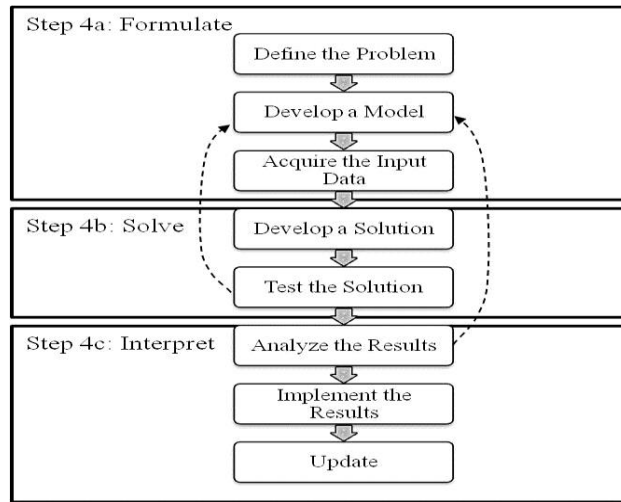 Step 4a: Formulate
Define the Problem
Develop a Model
Acquire the Input
Data
Step 4b: Solve
Develop a Solution
Test the Solution
Step 4c: Interpret
Analyze the Results
Implement the
Results
Update